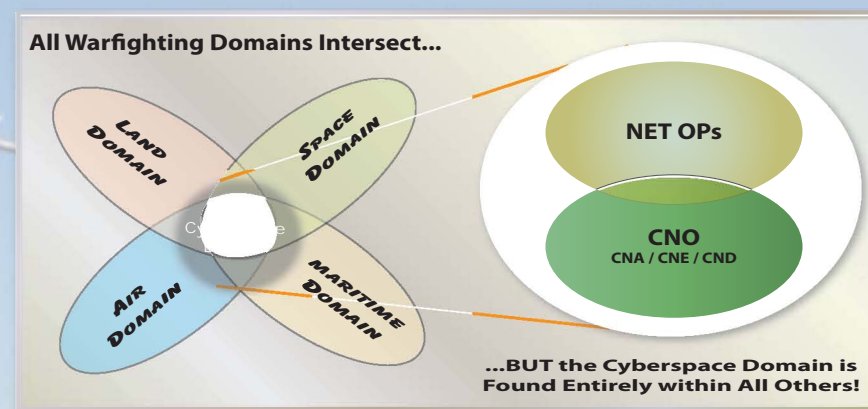 All Warfighting Domains Intersect...
LAND
DOMAIN
SPACE
DOMAIN
AIR
DOMAIN
MARITIME
DOMAIN
NET OPs
CNO
CNA / CNE / CND
...BUT the Cyberspace Domain is
Found Entirely within All Others!